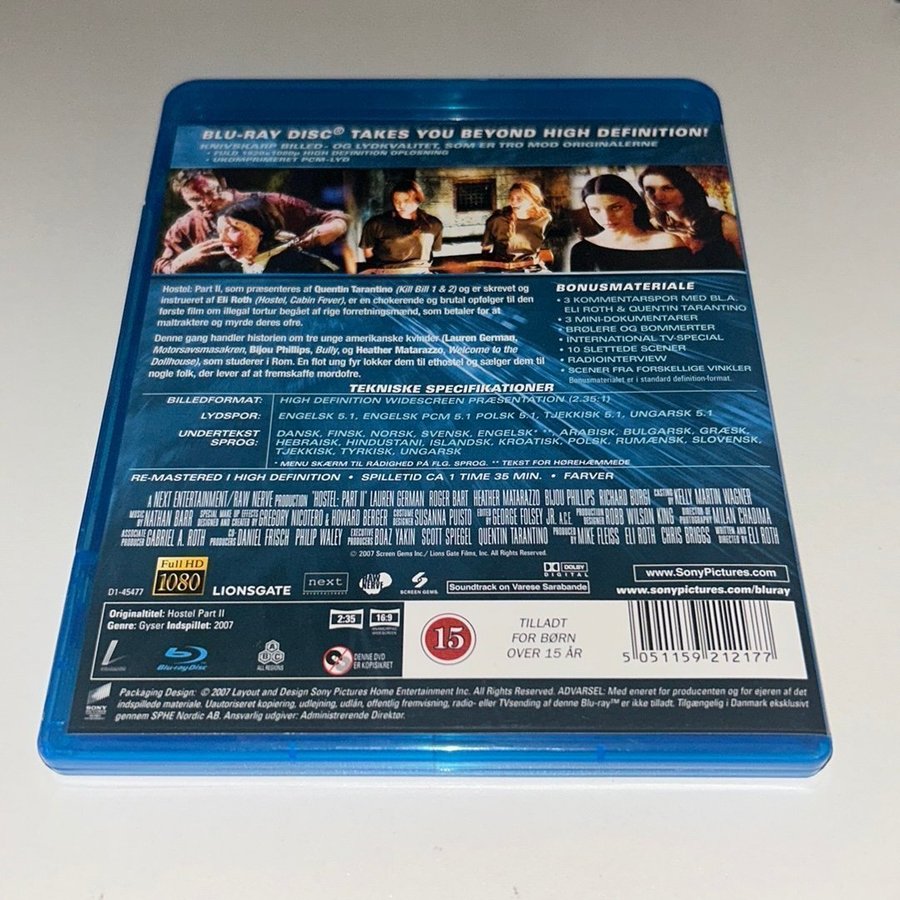 BLU-RAY DISC® TAKES YOU BEYOND HIGH DEFINITION!
KNIVSKARP BILLED- OG LYDKVALITET, SOM ER TRO MOD ORIGINALERNE
• FULD 1920x1080p HIGH DEFINITION OPLØSNING
• UKOMPRIMERET PCM-LYD
Hostel: Part II, som præsenteres af Quentin Tarantino (Kill Bill 1 & 2) og er skrevet og
instrueret af Eli Roth (Hostel, Cabin Fever), er en chokerende og brutal opfølger til den
første film om illegal tortur begået af rige forretningsmænd, som betaler for at
maltraktere og myrde deres ofre.
Denne gang handler historien om tre unge amerikanske kvinder (Lauren German,
Motorsavsmasakren, Bijou Phillips, Bully, og Heather Matarazzo, Welcome to the
Dollhouse), som studerer i Rom. En flot ung fyr lokker dem til ethostel og sælger dem til
nogle folk, der lever af at fremskaffe mordofre.
BONUSMATERIALE
• 3 KOMMENTARSPOR MED BL.A.
ELI ROTH & QUENTIN TARANTINO
• 3 MINI-DOKUMENTARER
• BRØLERE OG BOMMERTER
• INTERNATIONAL TV-SPECIAL
• 10 SLETTEDE SCENER
• RADIOINTERVIEW
• SCENER FRA FORSKELLIGE VINKLER
Bonusmaterialet er i standard definition-format.
TEKNISKE SPECIFIKATIONER
BILLEDFORMAT: HIGH DEFINITION WIDESCREEN PRÆSENTATION (2.35:1)
LYDSPOR: ENGELSK 5.1, ENGELSK PCM 5.1 POLSK 5.1, TJEKKISK 5.1, UNGARSK 5.1
UNDERTEKST SPROG: DANSK, FINSK, NORSK, SVENSK, ENGELSK* **, ARABISK, BULGARSK, GRÆSK,
HEBRAISK, HINDUSTANI, ISLANDSK, KROATISK, POLSK, RUMÆNSK, SLOVENSK,
TJEKKISK, TYRKISK, UNGARSK
* MENU SKÆRM TIL RÅDIGHED PÅ FLG. SPROG. ** TEKST FOR HØREHÆMMEDE
RE-MASTERED I HIGH DEFINITION • SPILLETID CA 1 TIME 35 MIN. • FARVER
A NEXT ENTERTAINMENT/RAW NERVE PRODUCTION "HOSTEL: PART II" LAUREN GERMAN ROGER BART HEATHER MATARAZZO BIJOU PHILLIPS RICHARD BURGI CASTING BY KELLY MARTIN WAGNER
MUSIC BY NATHAN BARR SPECIAL MAKE UP EFFECTS DESIGNED AND CREATED BY GREGORY NICOTERO & HOWARD BERGER COSTUME DESIGNER SUSANNA PUISTO EDITED BY GEORGE FOLSEY JR. A.C.E. PRODUCTION DESIGNER ROBB WILSON KING DIRECTOR OF PHOTOGRAPHY MILAN CHADIMA
ASSOCIATE PRODUCER GABRIEL A. ROTH CO-PRODUCERS DANIEL FRISCH PHILIP WALEY EXECUTIVE PRODUCERS BOAZ YAKIN SCOTT SPIEGEL QUENTIN TARANTINO PRODUCED BY MIKE FLEISS ELI ROTH CHRIS BRIGGS WRITTEN AND DIRECTED BY ELI ROTH
© 2007 Screen Gems Inc./ Lions Gate Films, Inc. All Rights Reserved.
Full HD
1080
D1-45477
LIONSGATE
next
ENTERTAINMENT
RAW NERVE
SCREEN GEMS
DOLBY
DIGITAL
Soundtrack on Varese Sarabande
www.SonyPictures.com
www.sonypictures.com/bluray
Originaltitel: Hostel Part II
Genre: Gyser Indspillet: 2007
2:35
16:9
Blu-ray Disc
ABC
ALL REGIONS
DENNE DVD
ER KOPISIKRET
15
TILLADT
FOR BØRN
OVER 15 ÅR
5 051159 212177
SONY
Packaging Design: © 2007 Layout and Design Sony Pictures Home Entertainment Inc. All Rights Reserved. ADVARSEL: Med eneret for producenten og for ejeren af det
indspillede materiale. Uautoriseret kopiering, udlejning, udlån, offentlig fremvisning, radio- eller TVsending af denne Blu-ray™ er ikke tilladt. Tilgængelig i Danmark eksklusivt
gennem SPHE Nordic AB. Ansvarlig udgiver: Administrerende Direktør.